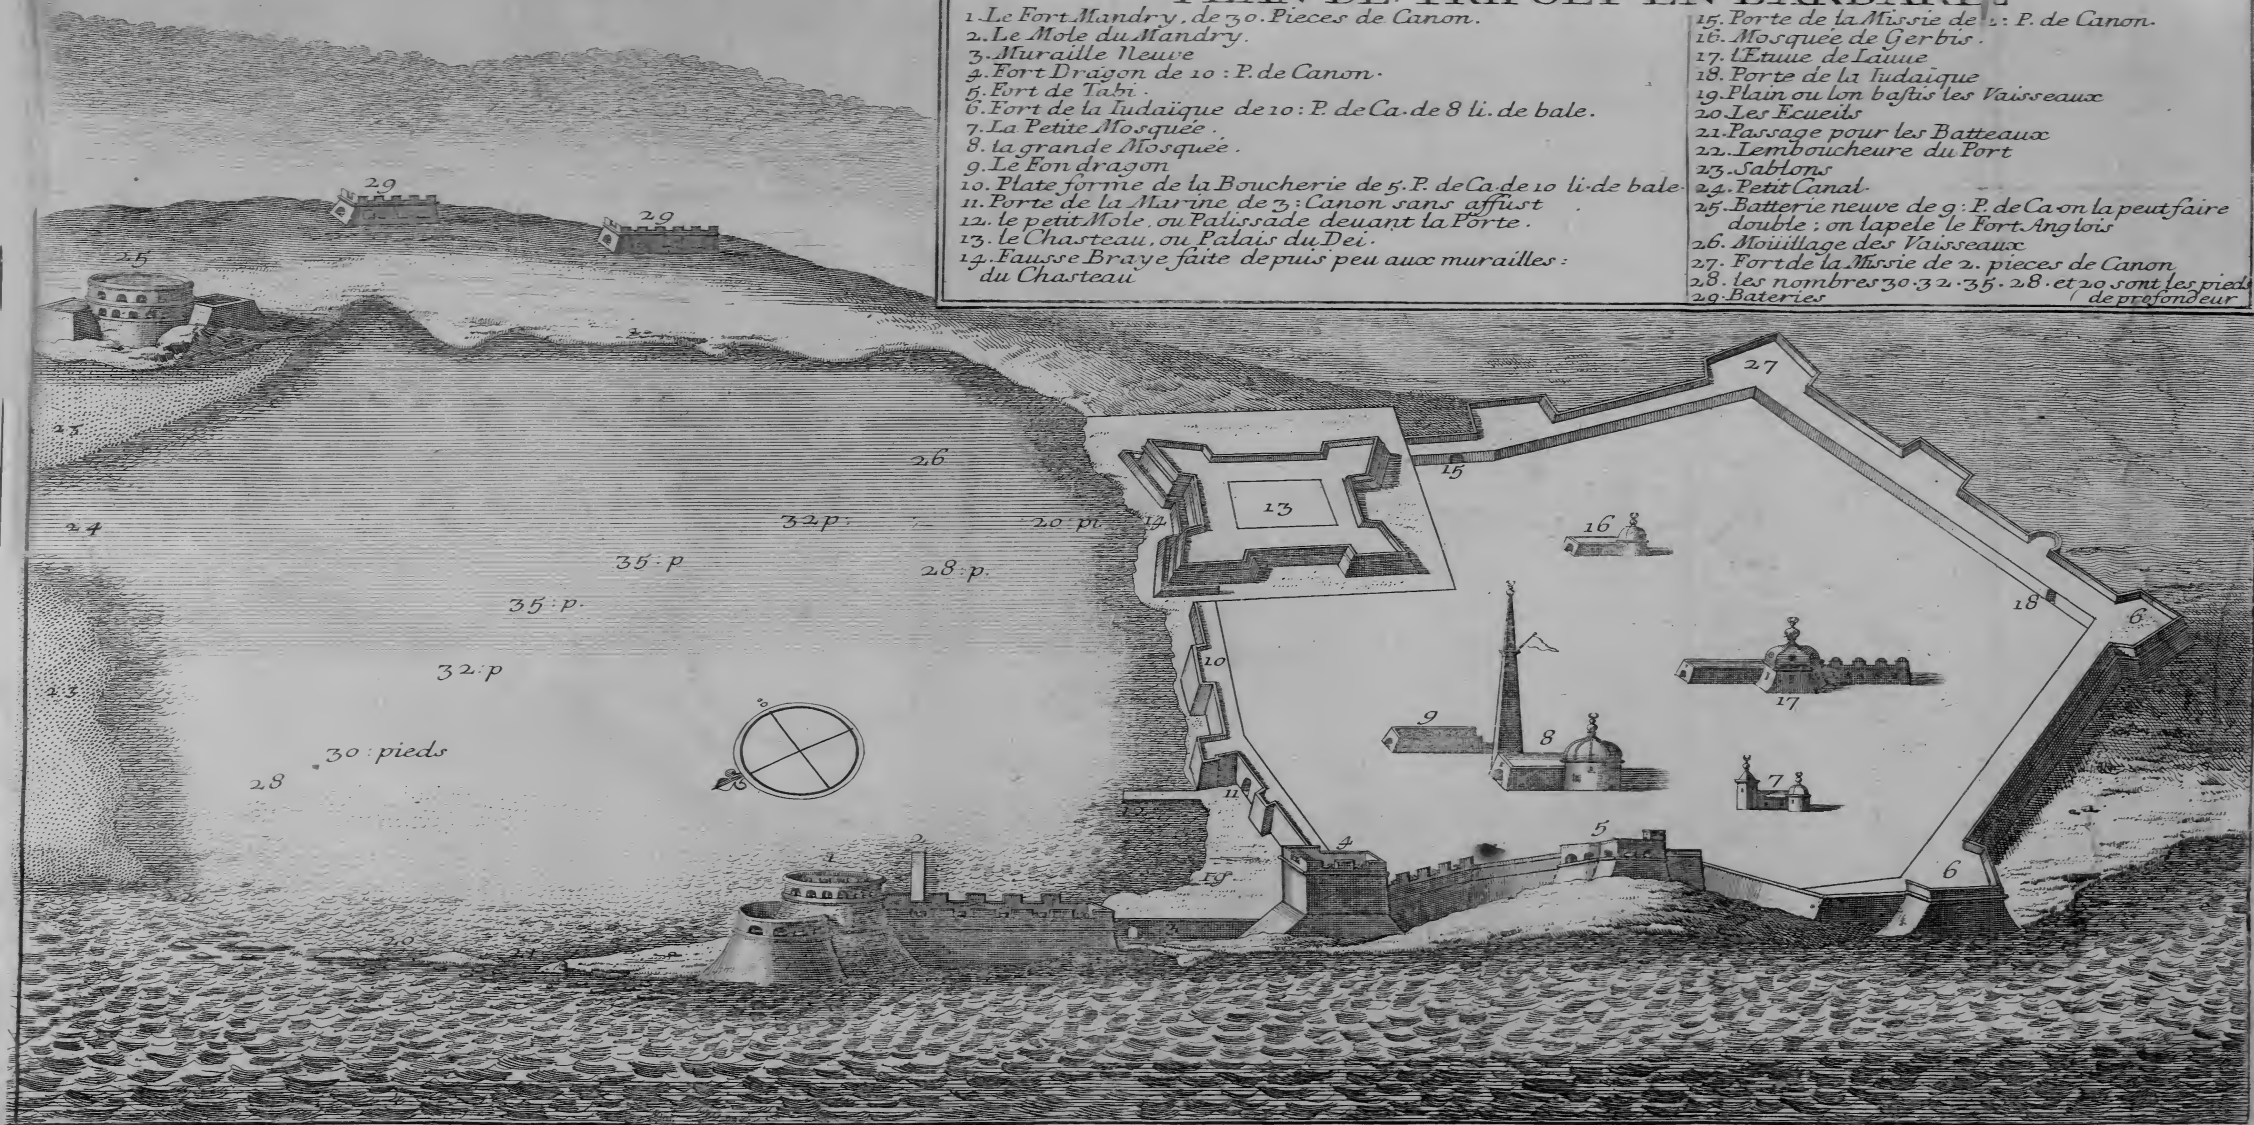 PLAN DE TRIPOLY EN BARBARIE
1. Le Fort Mandry, de 30. Pieces de Canon.
2. Le Mole du Mandry.
3. Muraille Neuve
4. Fort Dragon de 10 : P. de Canon.
5. Fort de Tabi.
6. Fort de la Iudaïque de 10 : P. de Ca. de 8 li. de bale.
7. La Petite Mosquée.
8. la grande Mosquée.
9. Le Fon dragon
10. Plate forme de la Boucherie de 5. P. de Ca. de 10 li. de bale
11. Porte de la Marine de 3 : Canon sans affust
12. le petit Mole, ou Palissade deuant la Porte.
13. le Chasteau, ou Palais du Dei.
14. Fausse Braye faite depuis peu aux murailles :
du Chasteau
15. Porte de la Missie de : P. de Canon.
16. Mosquée de Gerbis.
17. l'Etuue de Lauue
18. Porte de la Iudaïque
19. Plain ou lon bastis les Vaisseaux
20. Les Ecueils
21. Passage pour les Batteaux
22. Lemboucheure du Port
23. Sablons
24. Petit Canal.
25. Batterie neuve de 9 : P. de Ca. on la peut faire
double ; on lapele le Fort Anglois
26. Moüillage des Vaisseaux
27. Fort de la Missie de 2. pieces de Canon
28. les nombres 30. 32. 35. 28. et 20 sont les pieds
29. Bateries (de profondeur
29
29
25
27
23
26
15
24
32 p.
20 : pi.
14
13
16
35 : p
28 : p.
35 : p.
18
6
32 : p
10
23
17
9
8
30 : pieds
28
7
11
12
5
4
2
1
19
6
20
21